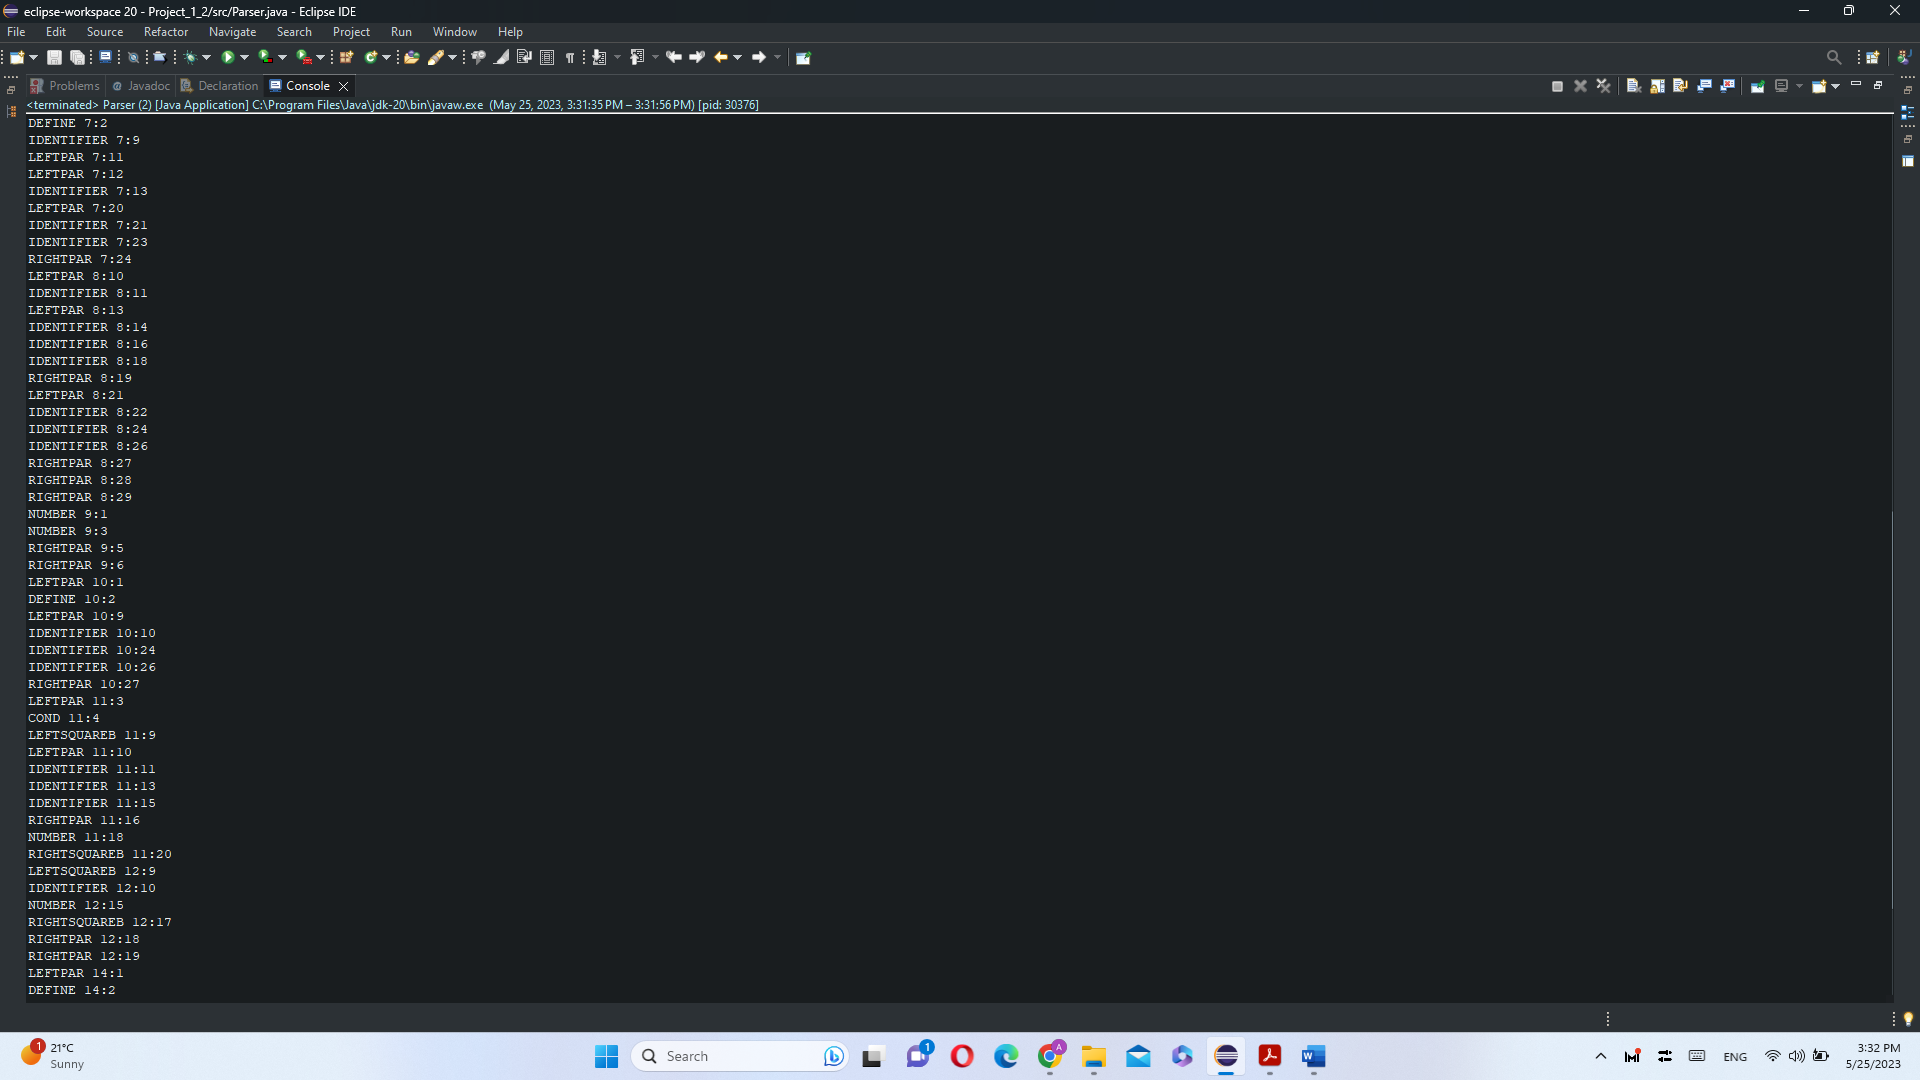 eclipse-workspace 20 - Project_1_2/src/Parser.java - Eclipse IDE
File Edit Source Refactor Navigate Search Project Run Window Help
Problems Javadoc Declaration Console
<terminated> Parser (2) [Java Application] C:\Program Files\Java\jdk-20\bin\javaw.exe (May 25, 2023, 3:31:35 PM – 3:31:56 PM) [pid: 30376]
DEFINE 7:2
IDENTIFIER 7:9
LEFTPAR 7:11
LEFTPAR 7:12
IDENTIFIER 7:13
LEFTPAR 7:20
IDENTIFIER 7:21
IDENTIFIER 7:23
RIGHTPAR 7:24
LEFTPAR 8:10
IDENTIFIER 8:11
LEFTPAR 8:13
IDENTIFIER 8:14
IDENTIFIER 8:16
IDENTIFIER 8:18
RIGHTPAR 8:19
LEFTPAR 8:21
IDENTIFIER 8:22
IDENTIFIER 8:24
IDENTIFIER 8:26
RIGHTPAR 8:27
RIGHTPAR 8:28
RIGHTPAR 8:29
NUMBER 9:1
NUMBER 9:3
RIGHTPAR 9:5
RIGHTPAR 9:6
LEFTPAR 10:1
DEFINE 10:2
LEFTPAR 10:9
IDENTIFIER 10:10
IDENTIFIER 10:24
IDENTIFIER 10:26
RIGHTPAR 10:27
LEFTPAR 11:3
COND 11:4
LEFTSQUAREB 11:9
LEFTPAR 11:10
IDENTIFIER 11:11
IDENTIFIER 11:13
IDENTIFIER 11:15
RIGHTPAR 11:16
NUMBER 11:18
RIGHTSQUAREB 11:20
LEFTSQUAREB 12:9
IDENTIFIER 12:10
NUMBER 12:15
RIGHTSQUAREB 12:17
RIGHTPAR 12:18
RIGHTPAR 12:19
LEFTPAR 14:1
DEFINE 14:2
1
21°C
Sunny
Search
1
A
W
ENG
3:32 PM
5/25/2023